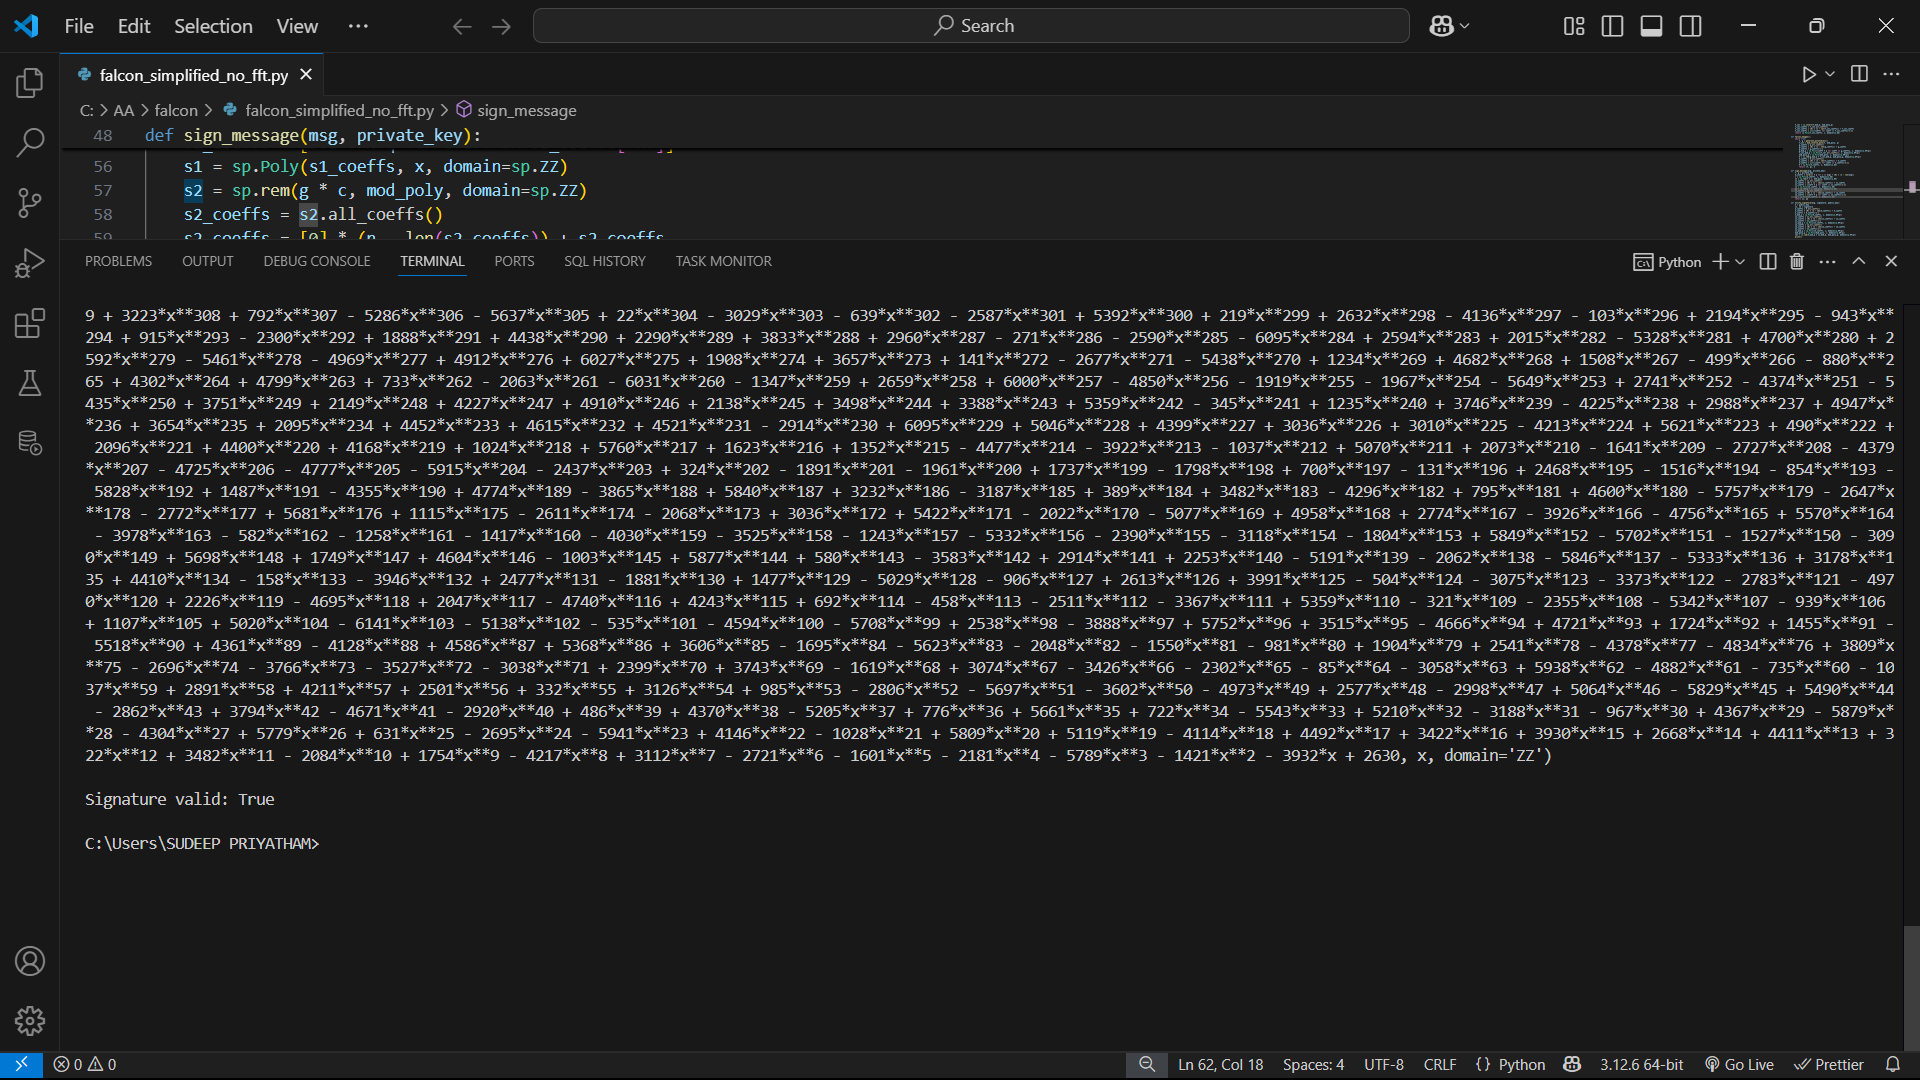 File Edit Selection View ··· Search
falcon_simplified_no_fft.py
C: > AA > falcon > falcon_simplified_no_fft.py > sign_message
48 def sign_message(msg, private_key):
56 s1 = sp.Poly(s1_coeffs, x, domain=sp.ZZ)
57 s2 = sp.rem(g * c, mod_poly, domain=sp.ZZ)
58 s2_coeffs = s2.all_coeffs()
59 s2_coeffs = [0] * (n - len(s2_coeffs)) + s2_coeffs
PROBLEMS OUTPUT DEBUG CONSOLE TERMINAL PORTS SQL HISTORY TASK MONITOR Python
9 + 3223*x**308 + 792*x**307 - 5286*x**306 - 5637*x**305 + 22*x**304 - 3029*x**303 - 639*x**302 - 2587*x**301 + 5392*x**300 + 219*x**299 + 2632*x**298 - 4136*x**297 - 103*x**296 + 2194*x**295 - 943*x**
294 + 915*x**293 - 2300*x**292 + 1888*x**291 + 4438*x**290 + 2290*x**289 + 3833*x**288 + 2960*x**287 - 271*x**286 - 2590*x**285 - 6095*x**284 + 2594*x**283 + 2015*x**282 - 5328*x**281 + 4700*x**280 + 2
592*x**279 - 5461*x**278 - 4969*x**277 + 4912*x**276 + 6027*x**275 + 1908*x**274 + 3657*x**273 + 141*x**272 - 2677*x**271 - 5438*x**270 + 1234*x**269 + 4682*x**268 + 1508*x**267 - 499*x**266 - 880*x**2
65 + 4302*x**264 + 4799*x**263 + 733*x**262 - 2063*x**261 - 6031*x**260 - 1347*x**259 + 2659*x**258 + 6000*x**257 - 4850*x**256 - 1919*x**255 - 1967*x**254 - 5649*x**253 + 2741*x**252 - 4374*x**251 - 5
435*x**250 + 3751*x**249 + 2149*x**248 + 4227*x**247 + 4910*x**246 + 2138*x**245 + 3498*x**244 + 3388*x**243 + 5359*x**242 - 345*x**241 + 1235*x**240 + 3746*x**239 - 4225*x**238 + 2988*x**237 + 4947*x*
*236 + 3654*x**235 + 2095*x**234 + 4452*x**233 + 4615*x**232 + 4521*x**231 - 2914*x**230 + 6095*x**229 + 5046*x**228 + 4399*x**227 + 3036*x**226 + 3010*x**225 - 4213*x**224 + 5621*x**223 + 490*x**222 +
2096*x**221 + 4400*x**220 + 4168*x**219 + 1024*x**218 + 5760*x**217 + 1623*x**216 + 1352*x**215 - 4477*x**214 - 3922*x**213 - 1037*x**212 + 5070*x**211 + 2073*x**210 - 1641*x**209 - 2727*x**208 - 4379
*x**207 - 4725*x**206 - 4777*x**205 - 5915*x**204 - 2437*x**203 + 324*x**202 - 1891*x**201 - 1961*x**200 + 1737*x**199 - 1798*x**198 + 700*x**197 - 131*x**196 + 2468*x**195 - 1516*x**194 - 854*x**193 -
5828*x**192 + 1487*x**191 - 4355*x**190 + 4774*x**189 - 3865*x**188 + 5840*x**187 + 3232*x**186 - 3187*x**185 + 389*x**184 + 3482*x**183 - 4296*x**182 + 795*x**181 + 4600*x**180 - 5757*x**179 - 2647*x
**178 - 2772*x**177 + 5681*x**176 + 1115*x**175 - 2611*x**174 - 2068*x**173 + 3036*x**172 + 5422*x**171 - 2022*x**170 - 5077*x**169 + 4958*x**168 + 2774*x**167 - 3926*x**166 - 4756*x**165 + 5570*x**164
- 3978*x**163 - 582*x**162 - 1258*x**161 - 1417*x**160 - 4030*x**159 - 3525*x**158 - 1243*x**157 - 5332*x**156 - 2390*x**155 - 3118*x**154 - 1804*x**153 + 5849*x**152 - 5702*x**151 - 1527*x**150 - 309
0*x**149 + 5698*x**148 + 1749*x**147 + 4604*x**146 - 1003*x**145 + 5877*x**144 + 580*x**143 - 3583*x**142 + 2914*x**141 + 2253*x**140 - 5191*x**139 - 2062*x**138 - 5846*x**137 - 5333*x**136 + 3178*x**1
35 + 4410*x**134 - 158*x**133 - 3946*x**132 + 2477*x**131 - 1881*x**130 + 1477*x**129 - 5029*x**128 - 906*x**127 + 2613*x**126 + 3991*x**125 - 504*x**124 - 3075*x**123 - 3373*x**122 - 2783*x**121 - 497
0*x**120 + 2226*x**119 - 4695*x**118 + 2047*x**117 - 4740*x**116 + 4243*x**115 + 692*x**114 - 458*x**113 - 2511*x**112 - 3367*x**111 + 5359*x**110 - 321*x**109 - 2355*x**108 - 5342*x**107 - 939*x**106
+ 1107*x**105 + 5020*x**104 - 6141*x**103 - 5138*x**102 - 535*x**101 - 4594*x**100 - 5708*x**99 + 2538*x**98 - 3888*x**97 + 5752*x**96 + 3515*x**95 - 4666*x**94 + 4721*x**93 + 1724*x**92 + 1455*x**91 -
5518*x**90 + 4361*x**89 - 4128*x**88 + 4586*x**87 + 5368*x**86 + 3606*x**85 - 1695*x**84 - 5623*x**83 - 2048*x**82 - 1550*x**81 - 981*x**80 + 1904*x**79 + 2541*x**78 - 4378*x**77 - 4834*x**76 + 3809*x
**75 - 2696*x**74 - 3766*x**73 - 3527*x**72 - 3038*x**71 + 2399*x**70 + 3743*x**69 - 1619*x**68 + 3074*x**67 - 3426*x**66 - 2302*x**65 - 85*x**64 - 3058*x**63 + 5938*x**62 - 4882*x**61 - 735*x**60 - 10
37*x**59 + 2891*x**58 + 4211*x**57 + 2501*x**56 + 332*x**55 + 3126*x**54 + 985*x**53 - 2806*x**52 - 5697*x**51 - 3602*x**50 - 4973*x**49 + 2577*x**48 - 2998*x**47 + 5064*x**46 - 5829*x**45 + 5490*x**44
- 2862*x**43 + 3794*x**42 - 4671*x**41 - 2920*x**40 + 486*x**39 + 4370*x**38 - 5205*x**37 + 776*x**36 + 5661*x**35 + 722*x**34 - 5543*x**33 + 5210*x**32 - 3188*x**31 - 967*x**30 + 4367*x**29 - 5879*x*
*28 - 4304*x**27 + 5779*x**26 + 631*x**25 - 2695*x**24 - 5941*x**23 + 4146*x**22 - 1028*x**21 + 5809*x**20 + 5119*x**19 - 4114*x**18 + 4492*x**17 + 3422*x**16 + 3930*x**15 + 2668*x**14 + 4411*x**13 + 3
22*x**12 + 3482*x**11 - 2084*x**10 + 1754*x**9 - 4217*x**8 + 3112*x**7 - 2721*x**6 - 1601*x**5 - 2181*x**4 - 5789*x**3 - 1421*x**2 - 3932*x + 2630, x, domain='ZZ')
Signature valid: True
C:\Users\SUDEEP PRIYATHAM>
0 0 Ln 62, Col 18 Spaces: 4 UTF-8 CRLF {} Python 3.12.6 64-bit Go Live Prettier